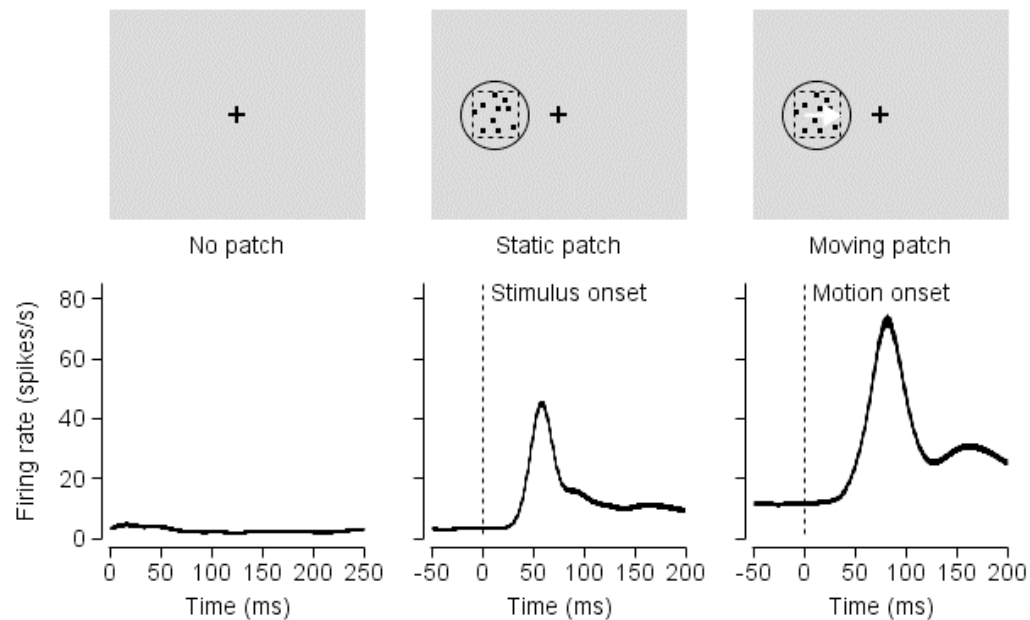 No patch
Static patch
Moving patch
Firing rate (spikes/s)
80
60
40
20
0
Stimulus onset
Motion onset
0 50 100 150 200 250
-50 0 50 100 150 200
-50 0 50 100 150 200
Time (ms)
Time (ms)
Time (ms)